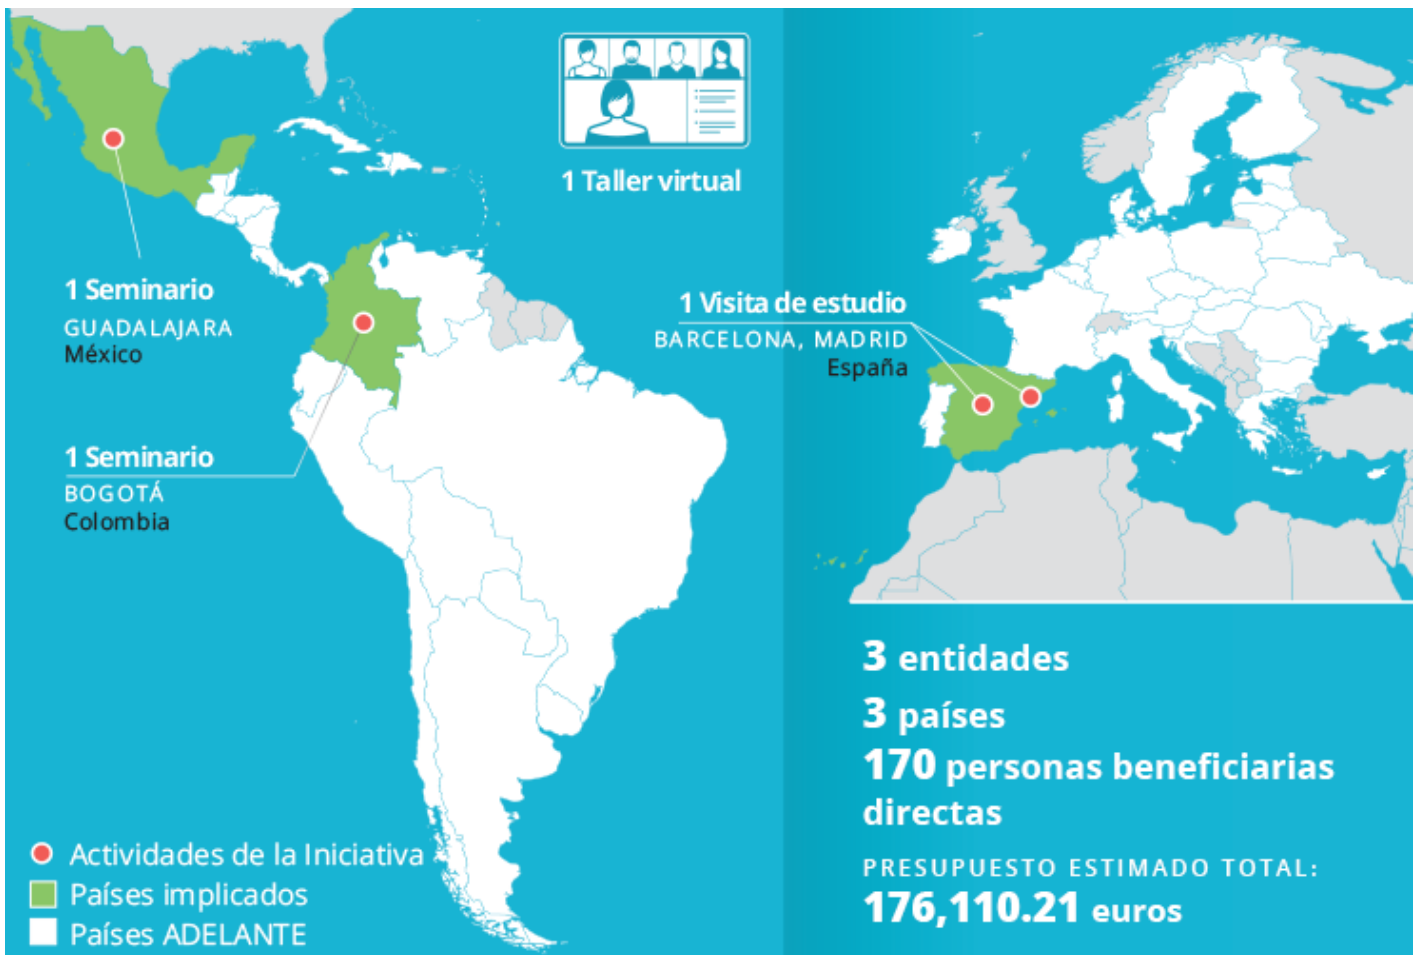 1 Taller virtual
1 Seminario
GUADALAJARA
México
1 Seminario
BOGOTÁ
Colombia
1 Visita de estudio
BARCELONA, MADRID
España
3 entidades
3 países
170 personas beneficiarias
directas
PRESUPUESTO ESTIMADO TOTAL:
176,110.21 euros
Actividades de la Iniciativa
Países implicados
Países ADELANTE